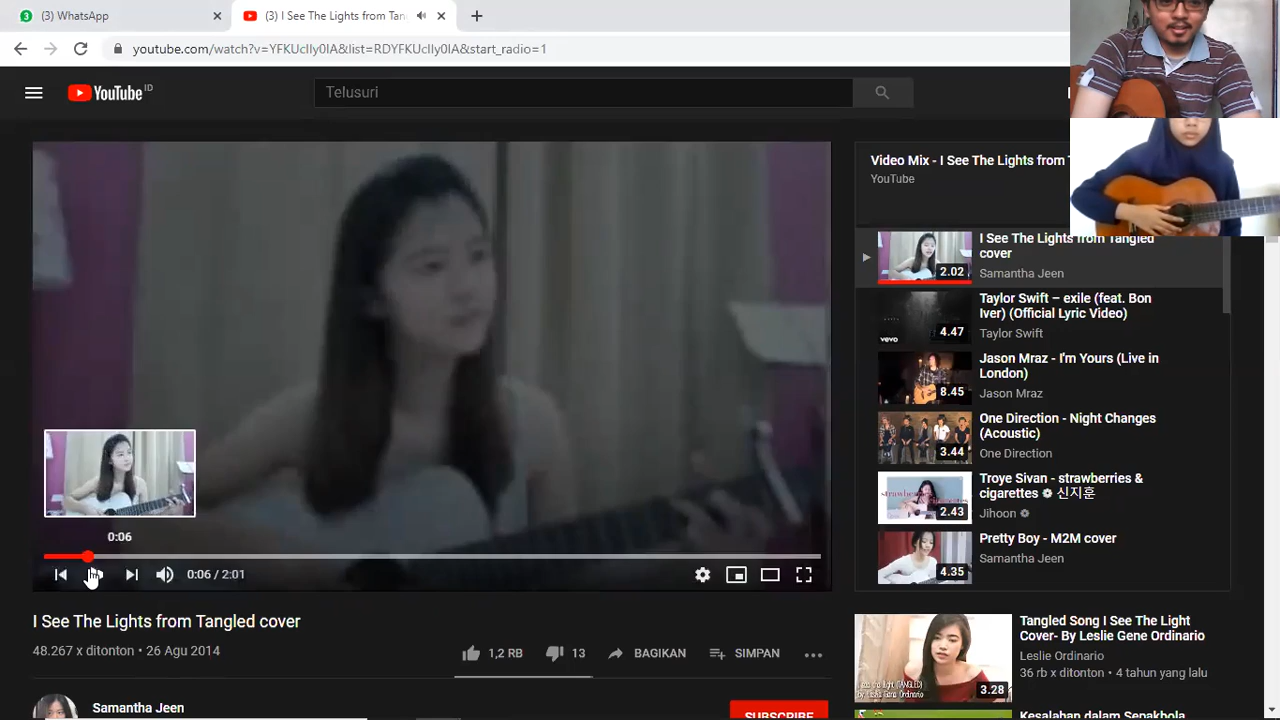 (3) WhatsApp
(3) I See The Lights from Tang
youtube.com/watch?v=YFKUclly0IA&list=RDYFKUclly0IA&start_radio=1
YouTube ID
Telusuri
0:06
0:06 / 2:01
I See The Lights from Tangled cover
48.267 x ditonton • 26 Agu 2014
1,2 RB
13
BAGIKAN
SIMPAN
Samantha Jeen
SUBSCRIBE
Video Mix - I See The Lights from
YouTube
I See The Lights from Tangled
cover
Samantha Jeen
2.02
Taylor Swift – exile (feat. Bon
Iver) (Official Lyric Video)
Taylor Swift
vevo
4.47
Jason Mraz - I'm Yours (Live in
London)
Jason Mraz
8.45
One Direction - Night Changes
(Acoustic)
One Direction
3.44
Troye Sivan - strawberries &
cigarettes 신지훈
Jihoon
2.43
Pretty Boy - M2M cover
Samantha Jeen
4.35
Tangled Song I See The Light
Cover- By Leslie Gene Ordinario
Leslie Ordinario
36 rb x ditonton • 4 tahun yang lalu
3.28
Kesalahan dalam Sepakbola